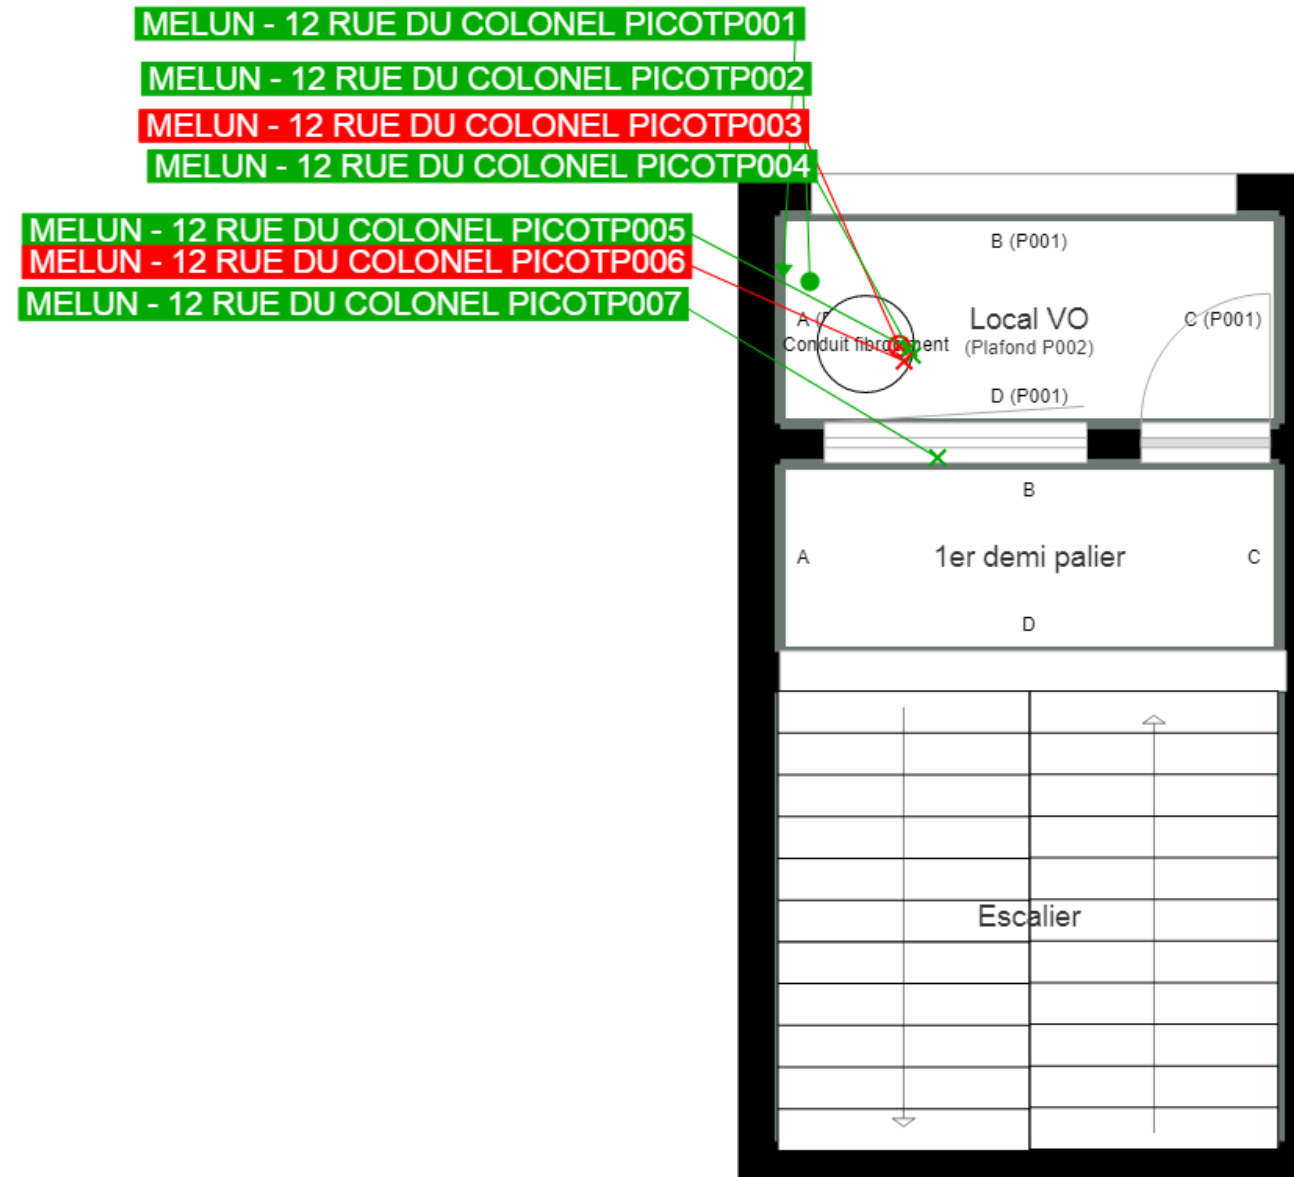 MELUN - 12 RUE DU COLONEL PICOTP001
MELUN - 12 RUE DU COLONEL PICOTP002
MELUN - 12 RUE DU COLONEL PICOTP003
MELUN - 12 RUE DU COLONEL PICOTP004
MELUN - 12 RUE DU COLONEL PICOTP005
MELUN - 12 RUE DU COLONEL PICOTP006
MELUN - 12 RUE DU COLONEL PICOTP007
B (P001)
A
Local VO
C (P001)
Conduit
(Plafond P002)
D (P001)
B
A
1er demi palier
C
D
Escalier